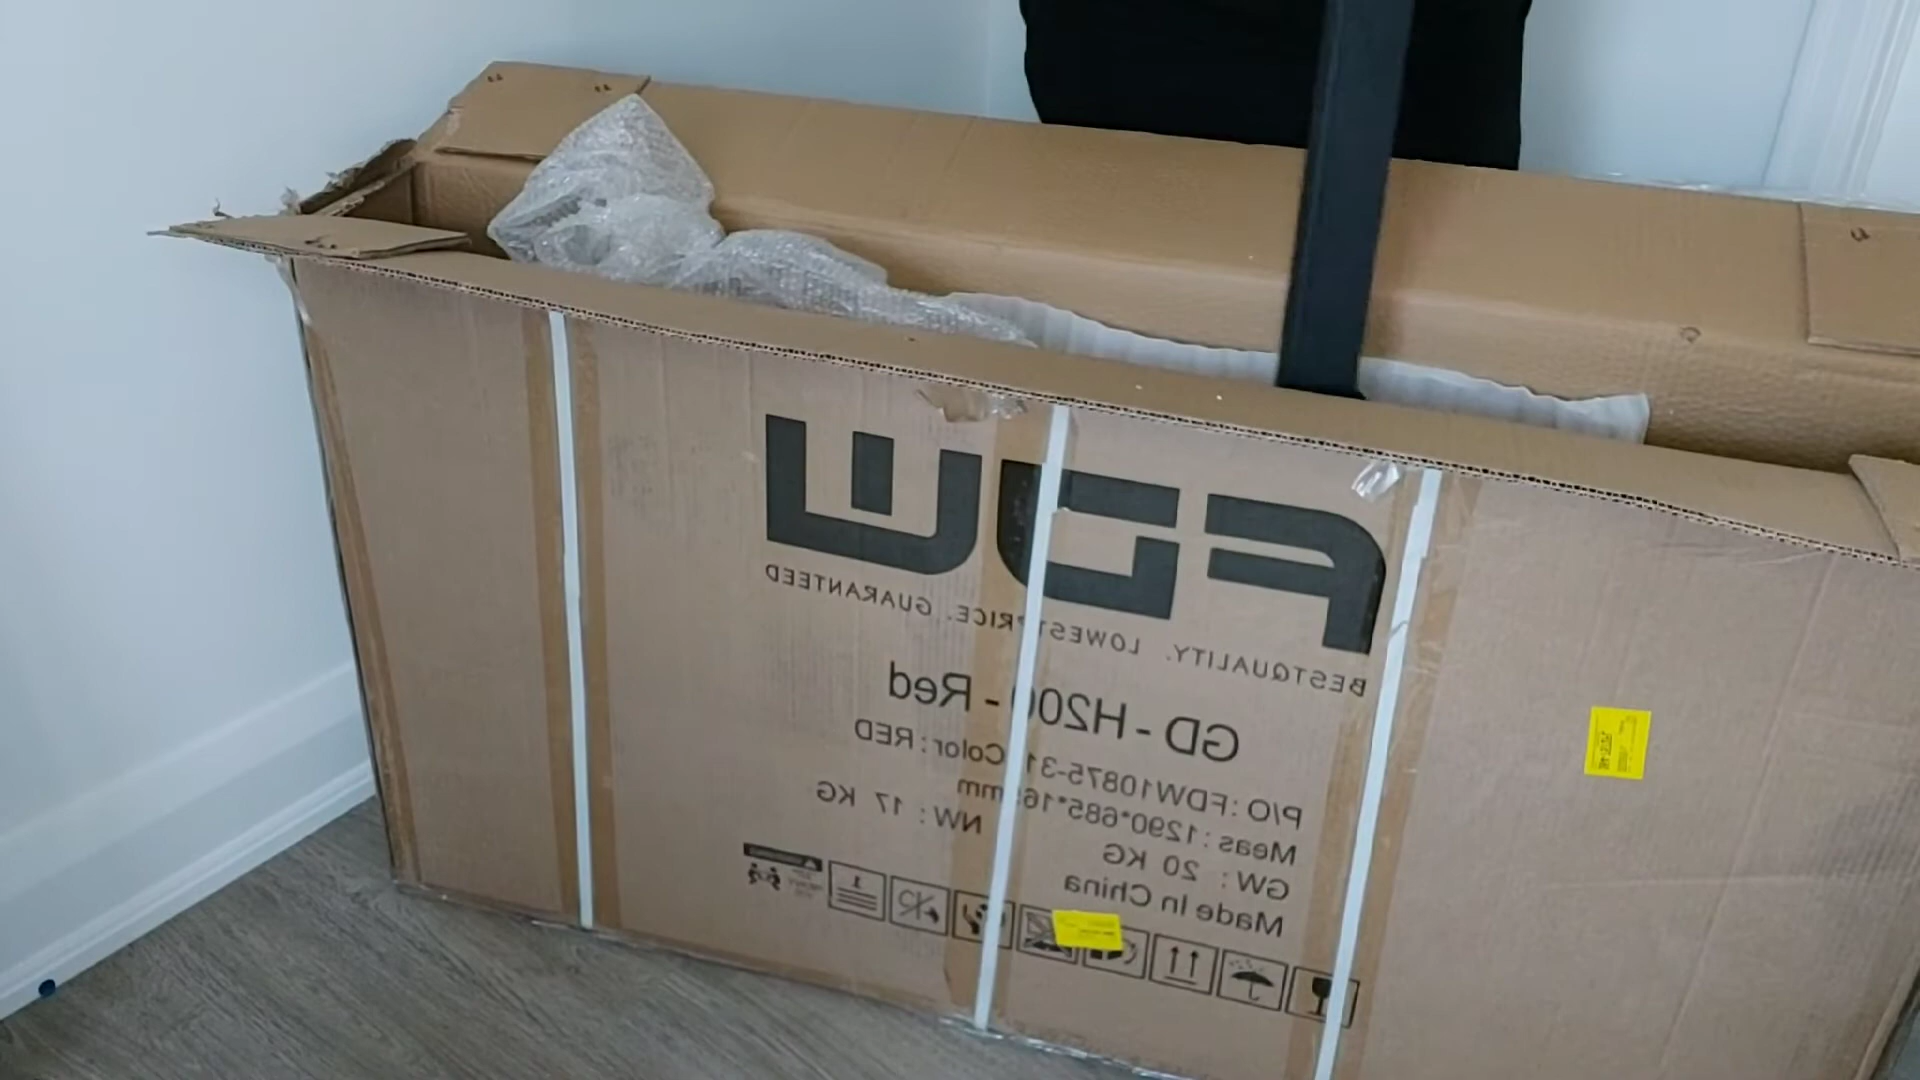 FDW
BESTQUALITY. LOWEST PRICE. GUARANTEED
GD - H200 - Red
P/O : FDW10875-31 Color : RED
Meas : 1290*685*165mm
GW : 20 KG NW : 17 KG
Made In China